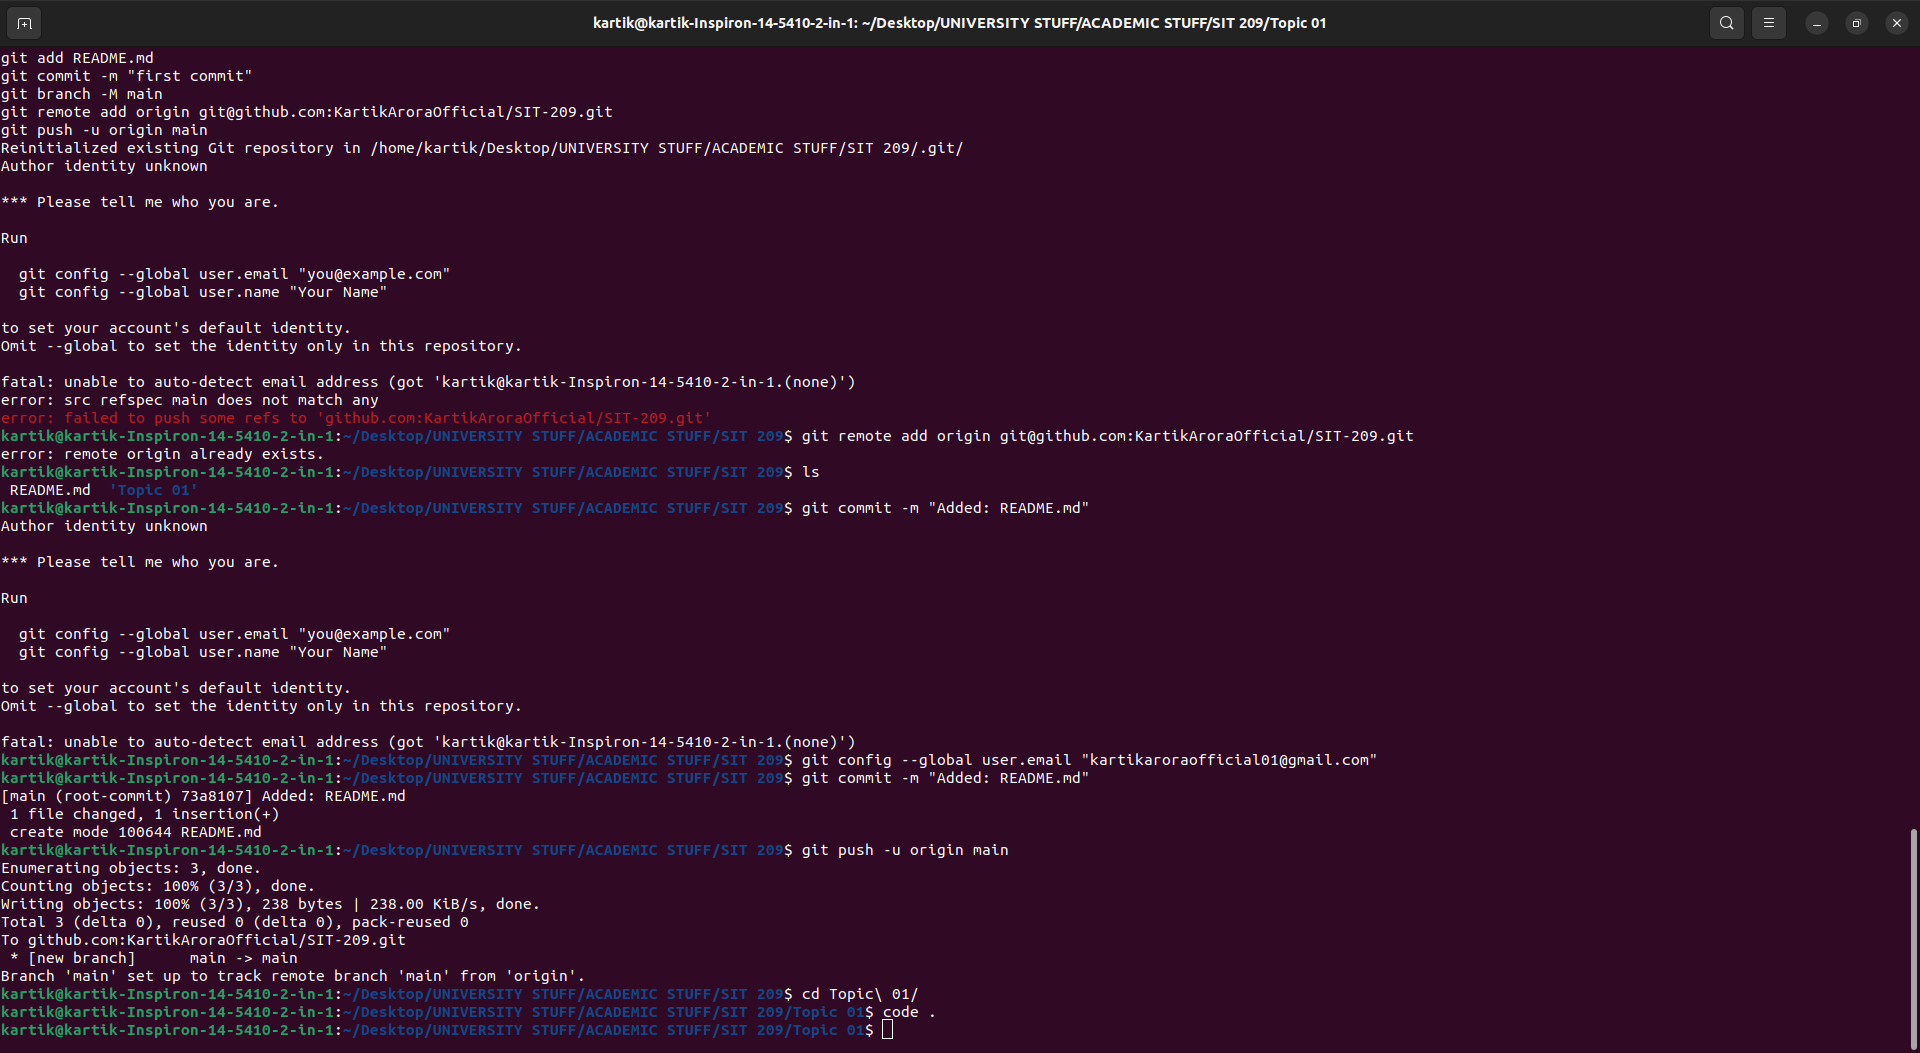 kartik@kartik-Inspiron-14-5410-2-in-1: ~/Desktop/UNIVERSITY STUFF/ACADEMIC STUFF/SIT 209/Topic 01
git add README.md
git commit -m "first commit"
git branch -M main
git remote add origin git@github.com:KartikAroraOfficial/SIT-209.git
git push -u origin main
Reinitialized existing Git repository in /home/kartik/Desktop/UNIVERSITY STUFF/ACADEMIC STUFF/SIT 209/.git/
Author identity unknown

*** Please tell me who you are.

Run

  git config --global user.email "you@example.com"
  git config --global user.name "Your Name"

to set your account's default identity.
Omit --global to set the identity only in this repository.

fatal: unable to auto-detect email address (got 'kartik@kartik-Inspiron-14-5410-2-in-1.(none)')
error: src refspec main does not match any
error: failed to push some refs to 'github.com:KartikAroraOfficial/SIT-209.git'
kartik@kartik-Inspiron-14-5410-2-in-1:~/Desktop/UNIVERSITY STUFF/ACADEMIC STUFF/SIT 209$ git remote add origin git@github.com:KartikAroraOfficial/SIT-209.git
error: remote origin already exists.
kartik@kartik-Inspiron-14-5410-2-in-1:~/Desktop/UNIVERSITY STUFF/ACADEMIC STUFF/SIT 209$ ls
 README.md  'Topic 01'
kartik@kartik-Inspiron-14-5410-2-in-1:~/Desktop/UNIVERSITY STUFF/ACADEMIC STUFF/SIT 209$ git commit -m "Added: README.md"
Author identity unknown

*** Please tell me who you are.

Run

  git config --global user.email "you@example.com"
  git config --global user.name "Your Name"

to set your account's default identity.
Omit --global to set the identity only in this repository.

fatal: unable to auto-detect email address (got 'kartik@kartik-Inspiron-14-5410-2-in-1.(none)')
kartik@kartik-Inspiron-14-5410-2-in-1:~/Desktop/UNIVERSITY STUFF/ACADEMIC STUFF/SIT 209$ git config --global user.email "kartikaroraofficial01@gmail.com"
kartik@kartik-Inspiron-14-5410-2-in-1:~/Desktop/UNIVERSITY STUFF/ACADEMIC STUFF/SIT 209$ git commit -m "Added: README.md"
[main (root-commit) 73a8107] Added: README.md
 1 file changed, 1 insertion(+)
 create mode 100644 README.md
kartik@kartik-Inspiron-14-5410-2-in-1:~/Desktop/UNIVERSITY STUFF/ACADEMIC STUFF/SIT 209$ git push -u origin main
Enumerating objects: 3, done.
Counting objects: 100% (3/3), done.
Writing objects: 100% (3/3), 238 bytes | 238.00 KiB/s, done.
Total 3 (delta 0), reused 0 (delta 0), pack-reused 0
To github.com:KartikAroraOfficial/SIT-209.git
 * [new branch]      main -> main
Branch 'main' set up to track remote branch 'main' from 'origin'.
kartik@kartik-Inspiron-14-5410-2-in-1:~/Desktop/UNIVERSITY STUFF/ACADEMIC STUFF/SIT 209$ cd Topic\ 01/
kartik@kartik-Inspiron-14-5410-2-in-1:~/Desktop/UNIVERSITY STUFF/ACADEMIC STUFF/SIT 209/Topic 01$ code .
kartik@kartik-Inspiron-14-5410-2-in-1:~/Desktop/UNIVERSITY STUFF/ACADEMIC STUFF/SIT 209/Topic 01$